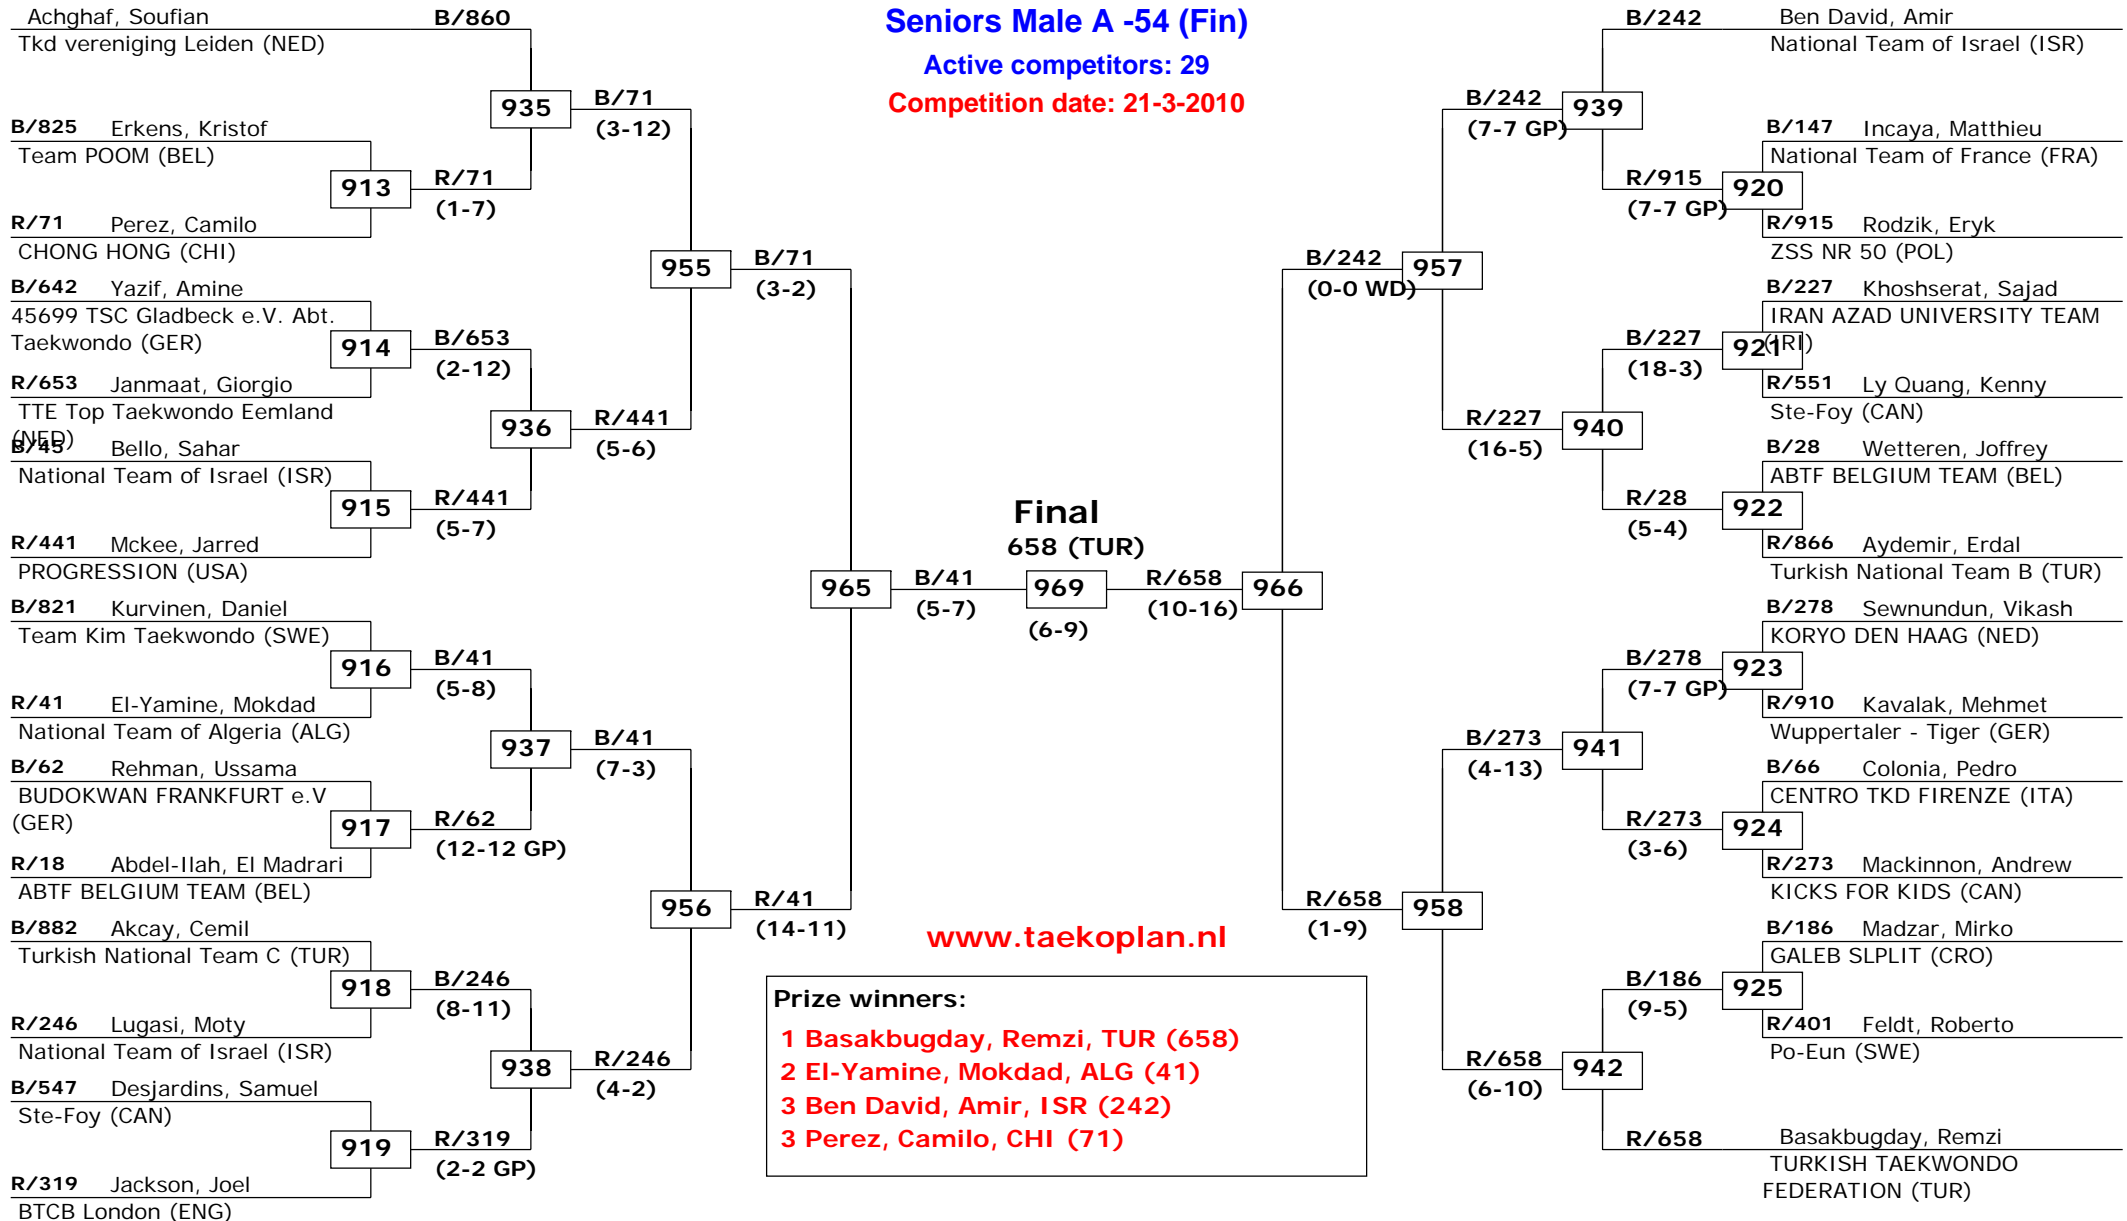 Seniors Male A -54 (Fin)
Active competitors: 29
Competition date: 21-3-2010
Achghaf, Soufian
B/860
Tkd vereniging Leiden (NED)
935
B/71
(3-12)
B/825 Erkens, Kristof
Team POOM (BEL)
913
R/71
(1-7)
R/71 Perez, Camilo
CHONG HONG (CHI)
955
B/71
(3-2)
B/642 Yazif, Amine
45699 TSC Gladbeck e.V. Abt.
Taekwondo (GER)
914
B/653
(2-12)
R/653 Janmaat, Giorgio
TTE Top Taekwondo Eemland
(NED)
936
R/441
(5-6)
B/45 Bello, Sahar
National Team of Israel (ISR)
915
R/441
(5-7)
R/441 Mckee, Jarred
PROGRESSION (USA)
965
B/41
(5-7)
B/821 Kurvinen, Daniel
Team Kim Taekwondo (SWE)
916
B/41
(5-8)
R/41 El-Yamine, Mokdad
National Team of Algeria (ALG)
937
B/41
(7-3)
B/62 Rehman, Ussama
BUDOKWAN FRANKFURT e.V
(GER)
917
R/62
(12-12 GP)
R/18 Abdel-Ilah, El Madrari
ABTF BELGIUM TEAM (BEL)
956
R/41
(14-11)
B/882 Akcay, Cemil
Turkish National Team C (TUR)
918
B/246
(8-11)
R/246 Lugasi, Moty
National Team of Israel (ISR)
938
R/246
(4-2)
B/547 Desjardins, Samuel
Ste-Foy (CAN)
919
R/319
(2-2 GP)
R/319 Jackson, Joel
BTCB London (ENG)
Final
658 (TUR)
969
(6-9)
R/658
(10-16)
966
B/242
(0-0 WD)
957
B/242
(7-7 GP)
939
B/242 Ben David, Amir
National Team of Israel (ISR)
B/147 Incaya, Matthieu
National Team of France (FRA)
R/915
(7-7 GP)
920
R/915 Rodzik, Eryk
ZSS NR 50 (POL)
B/227 Khoshserat, Sajad
IRAN AZAD UNIVERSITY TEAM
(IRI)
B/227
(18-3)
921
R/551 Ly Quang, Kenny
Ste-Foy (CAN)
R/227
(16-5)
940
B/28 Wetteren, Joffrey
ABTF BELGIUM TEAM (BEL)
R/28
(5-4)
922
R/866 Aydemir, Erdal
Turkish National Team B (TUR)
B/278 Sewnundun, Vikash
KORYO DEN HAAG (NED)
B/278
(7-7 GP)
923
R/910 Kavalak, Mehmet
Wuppertaler - Tiger (GER)
B/273
(4-13)
941
B/66 Colonia, Pedro
CENTRO TKD FIRENZE (ITA)
R/273
(3-6)
924
R/273 Mackinnon, Andrew
KICKS FOR KIDS (CAN)
R/658
(1-9)
958
B/186 Madzar, Mirko
GALEB SLPLIT (CRO)
B/186
(9-5)
925
R/401 Feldt, Roberto
Po-Eun (SWE)
R/658
(6-10)
942
R/658 Basakbugday, Remzi
TURKISH TAEKWONDO
FEDERATION (TUR)
www.taekoplan.nl
Prize winners:
1 Basakbugday, Remzi, TUR (658)
2 El-Yamine, Mokdad, ALG (41)
3 Ben David, Amir, ISR (242)
3 Perez, Camilo, CHI (71)